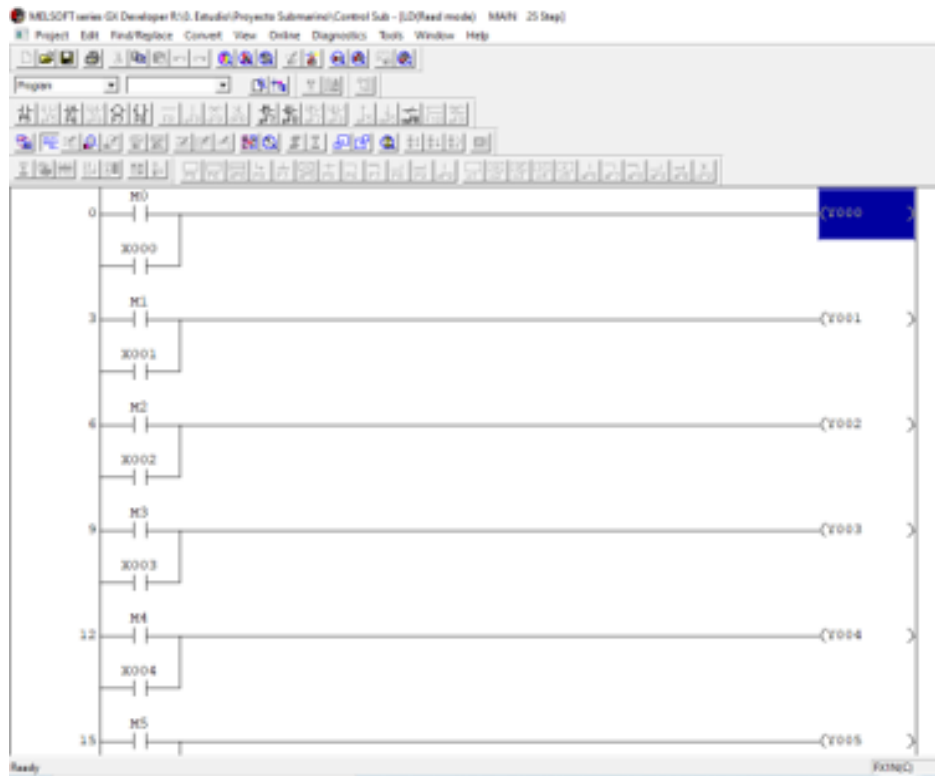 MELSOFT series GX Developer R:\0. Estudio\Proyecto Submarino\Control Sub - [LD(Read mode) MAIN 25 Step]
Project Edit Find/Replace Convert View Online Diagnostics Tools Window Help
Program
M0
0 (Y000 )
X000
M1
3 (Y001 )
X001
M2
6 (Y002 )
X002
M3
9 (Y003 )
X003
M4
12 (Y004 )
X004
M5
15 (Y005 )
Ready FX1N(C)